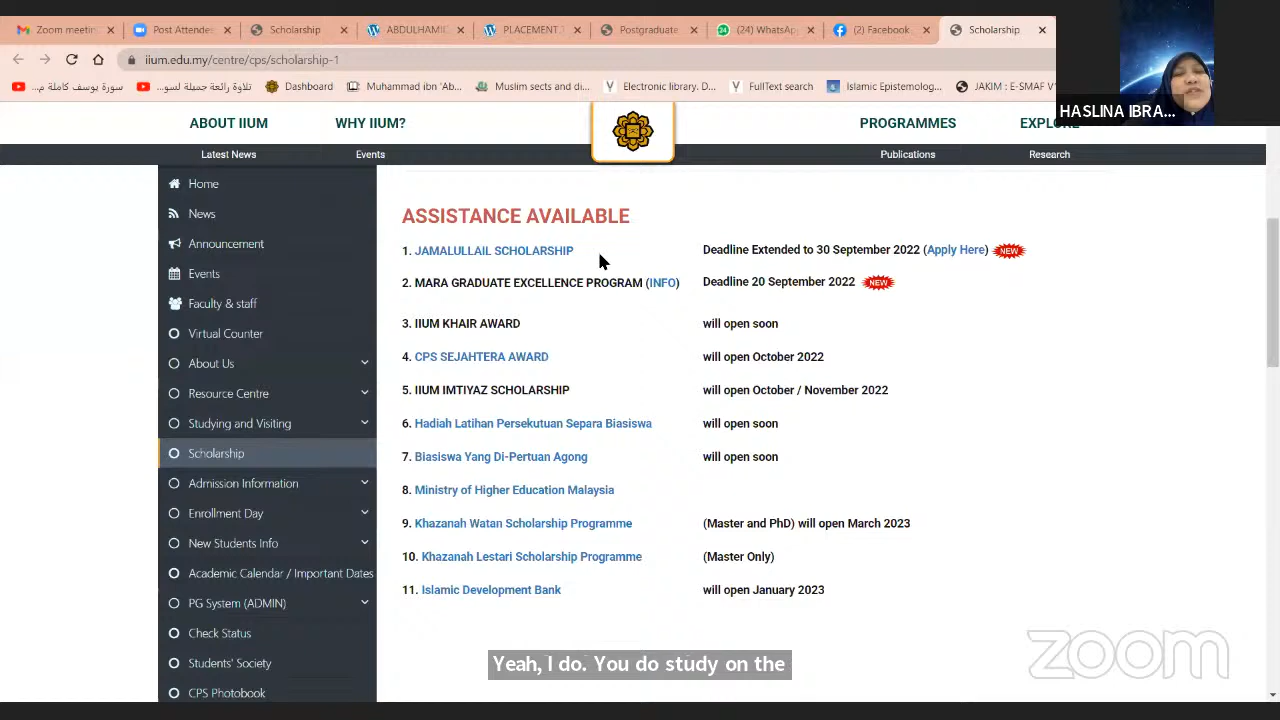 Zoom meetin
Post Attende
Scholarship
ABDULHAMIC
PLACEMENT.
Postgraduate
(24) WhatsAp
(2) Facebook
Scholarship
iium.edu.my/centre/cps/scholarship-1
سورة يوسف كاملة م...
تلاوة رائعة جدا لسو...
Dashboard
Muhammad ibn 'Ab...
Muslim sects and di...
Electronic library. D...
FullText search
Islamic Epistemolog...
JAKIM : E-SMAF V
HASLINA IBRA...
ABOUT IIUM
WHY IIUM?
PROGRAMMES
EXPLORE
Latest News
Events
Publications
Research
Home
News
Announcement
Events
Faculty & staff
Virtual Counter
About Us
Resource Centre
Studying and Visiting
Scholarship
Admission Information
Enrollment Day
New Students Info
Academic Calendar / Important Dates
PG System (ADMIN)
Check Status
Students' Society
CPS Photobook
ASSISTANCE AVAILABLE
1. JAMALULLAIL SCHOLARSHIP Deadline Extended to 30 September 2022 (Apply Here) NEW
2. MARA GRADUATE EXCELLENCE PROGRAM (INFO) Deadline 20 September 2022 NEW
3. IIUM KHAIR AWARD will open soon
4. CPS SEJAHTERA AWARD will open October 2022
5. IIUM IMTIYAZ SCHOLARSHIP will open October / November 2022
6. Hadiah Latihan Persekutuan Separa Biasiswa will open soon
7. Biasiswa Yang Di-Pertuan Agong will open soon
8. Ministry of Higher Education Malaysia
9. Khazanah Watan Scholarship Programme (Master and PhD) will open March 2023
10. Khazanah Lestari Scholarship Programme (Master Only)
11. Islamic Development Bank will open January 2023
Yeah, I do. You do study on the
zoom